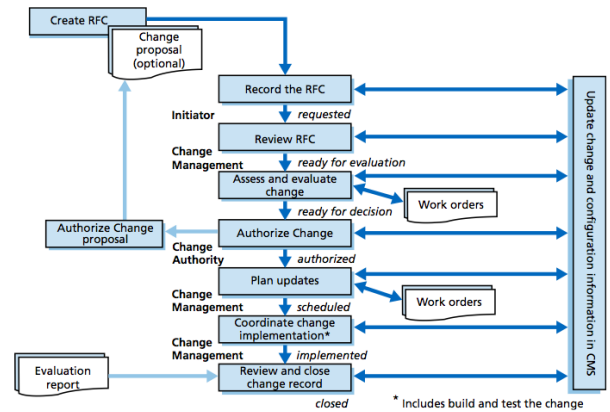 Create RFC
Change
proposal
(optional)
Record the RFC
Initiator
requested
Review RFC
Change
Management
ready for evaluation
Assess and evaluate
change
Work orders
ready for decision
Authorize Change
proposal
Authorize Change
Change
Authority
authorized
Plan updates
Work orders
Change
Management
scheduled
Coordinate change
implementation*
Change
Management
implemented
Evaluation
report
Review and close
change record
closed
* Includes build and test the change
Update change and configuration information in CMS